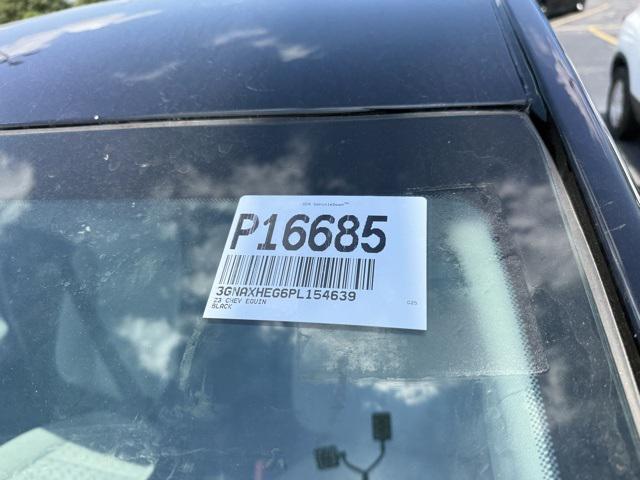 P16685
3GNAXHEG6PL154639
23 CHEV EQUIN
BLACK